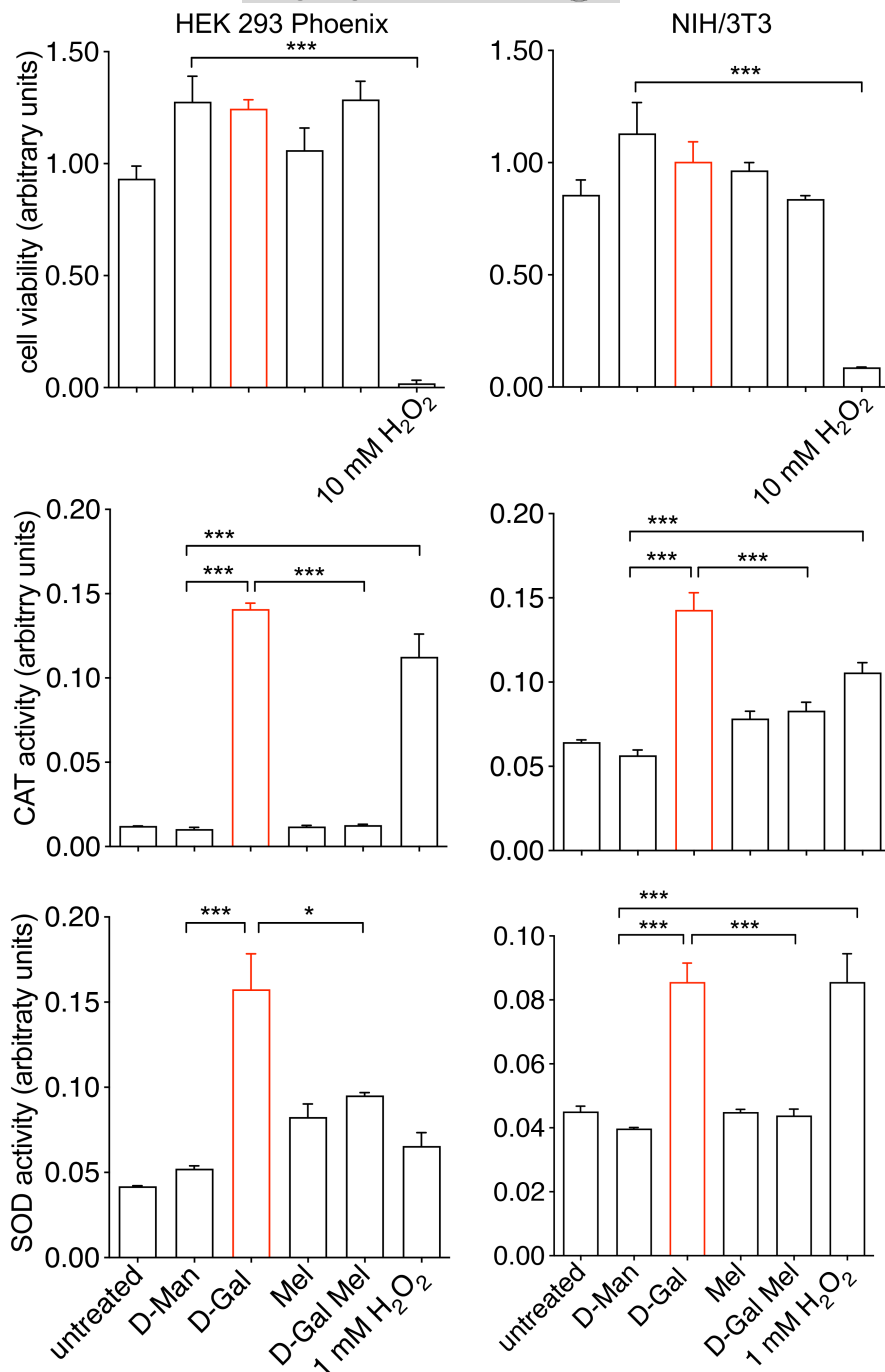 HEK 293 Phoenix
NIH/3T3
cell viability (arbitrary units)
1.50
1.00
0.50
0.00
***
10 mM H₂O₂
1.50
1.00
0.50
0.00
***
10 mM H₂O₂
CAT activity (arbitrry units)
0.20
0.15
0.10
0.05
0.00
***
*** ***
0.20
0.15
0.10
0.05
0.00
***
*** ***
SOD activity (arbitraty units)
0.20
0.15
0.10
0.05
0.00
*** *
untreated
D-Man
D-Gal
Mel
D-Gal Mel
1 mM H₂O₂
0.10
0.08
0.06
0.04
0.02
0.00
***
*** ***
untreated
D-Man
D-Gal
Mel
D-Gal Mel
1 mM H₂O₂